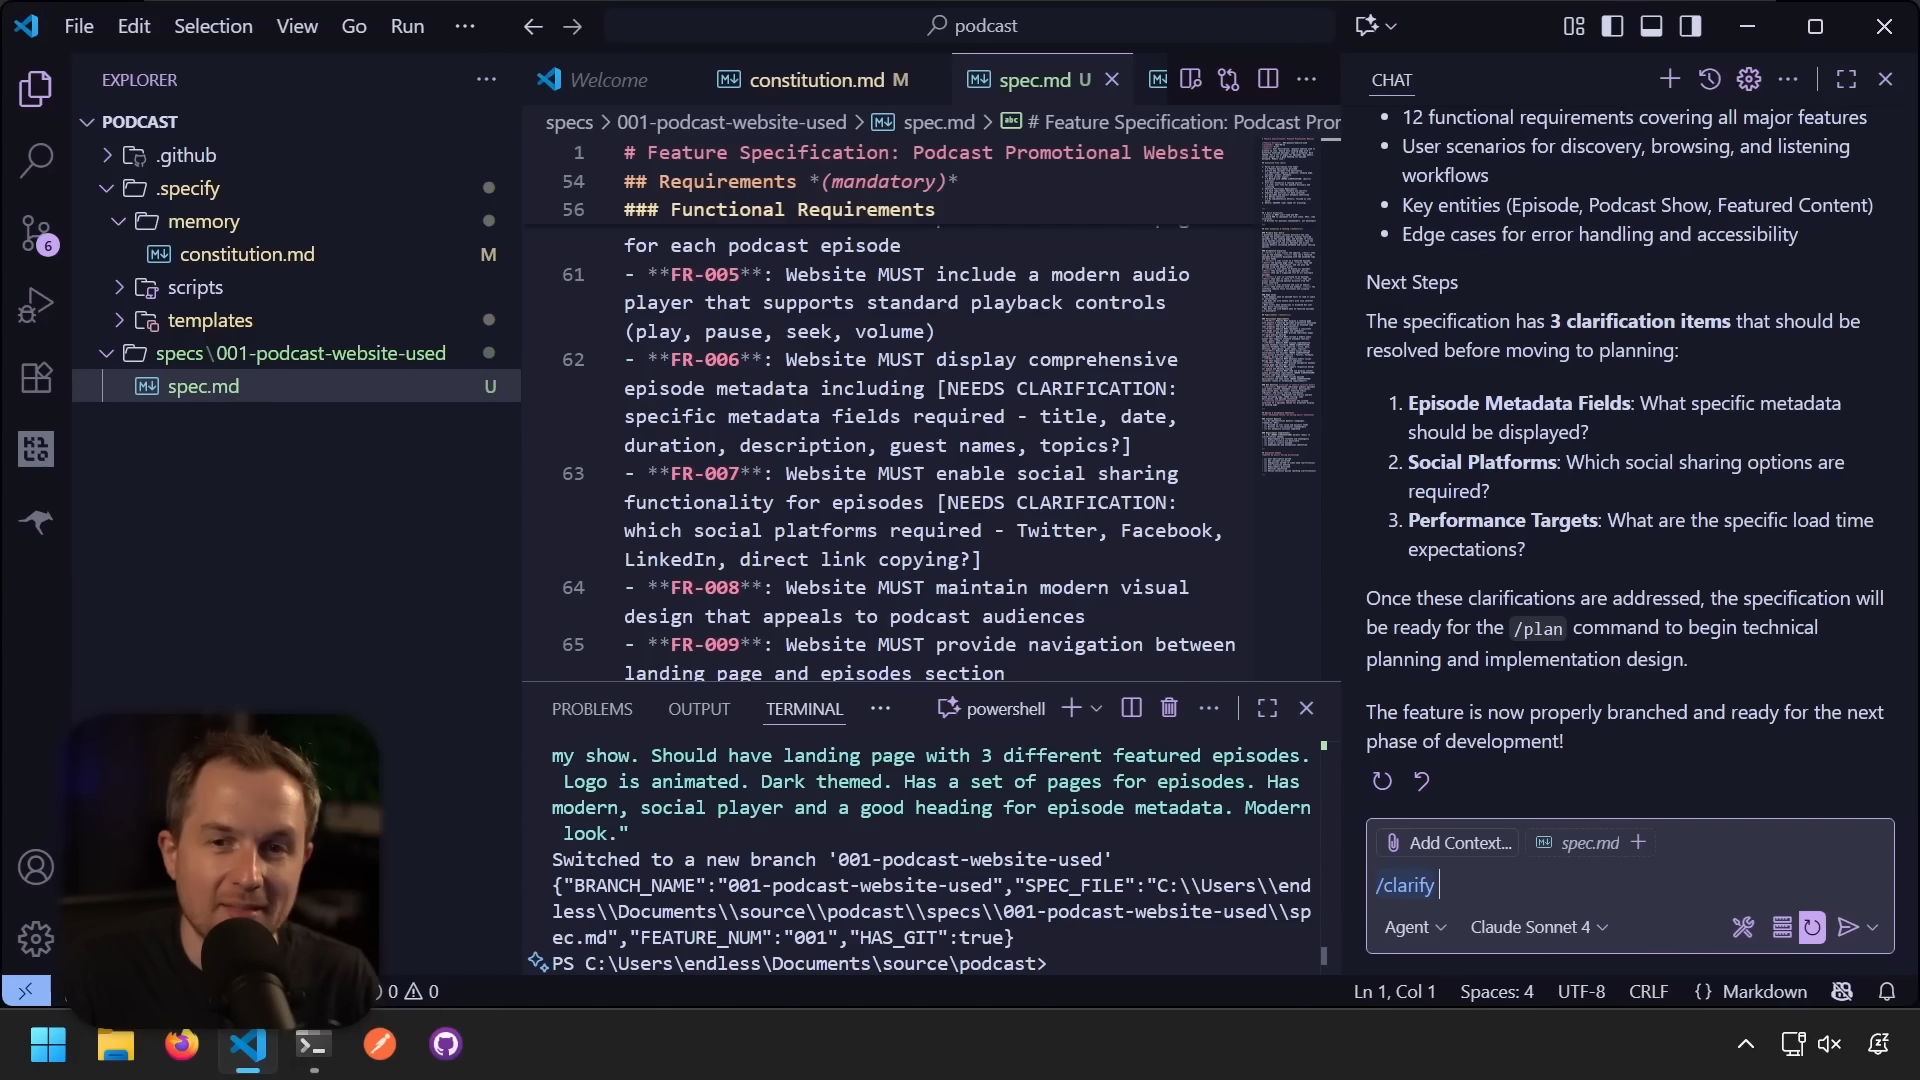 File Edit Selection View Go Run ··· podcast
EXPLORER ···
PODCAST
.github
.specify
memory
constitution.md M
scripts
templates
specs\001-podcast-website-used
spec.md U
6
Welcome constitution.md M spec.md U ···
specs > 001-podcast-website-used > spec.md > # Feature Specification: Podcast Pror
1 # Feature Specification: Podcast Promotional Website
54 ## Requirements *(mandatory)*
56 ### Functional Requirements
for each podcast episode
61 - **FR-005**: Website MUST include a modern audio
player that supports standard playback controls
(play, pause, seek, volume)
62 - **FR-006**: Website MUST display comprehensive
episode metadata including [NEEDS CLARIFICATION:
specific metadata fields required - title, date,
duration, description, guest names, topics?]
63 - **FR-007**: Website MUST enable social sharing
functionality for episodes [NEEDS CLARIFICATION:
which social platforms required - Twitter, Facebook,
LinkedIn, direct link copying?]
64 - **FR-008**: Website MUST maintain modern visual
design that appeals to podcast audiences
65 - **FR-009**: Website MUST provide navigation between
landing page and episodes section
PROBLEMS OUTPUT TERMINAL ··· powershell
my show. Should have landing page with 3 different featured episodes.
Logo is animated. Dark themed. Has a set of pages for episodes. Has
modern, social player and a good heading for episode metadata. Modern
look."
Switched to a new branch '001-podcast-website-used'
{"BRANCH_NAME":"001-podcast-website-used","SPEC_FILE":"C:\\Users\\end
less\\Documents\\source\\podcast\\specs\\001-podcast-website-used\\sp
ec.md","FEATURE_NUM":"001","HAS_GIT":true}
PS C:\Users\endless\Documents\source\podcast>
CHAT
• 12 functional requirements covering all major features
• User scenarios for discovery, browsing, and listening
workflows
• Key entities (Episode, Podcast Show, Featured Content)
• Edge cases for error handling and accessibility
Next Steps
The specification has 3 clarification items that should be
resolved before moving to planning:
1. Episode Metadata Fields: What specific metadata
should be displayed?
2. Social Platforms: Which social sharing options are
required?
3. Performance Targets: What are the specific load time
expectations?
Once these clarifications are addressed, the specification will
be ready for the /plan command to begin technical
planning and implementation design.
The feature is now properly branched and ready for the next
phase of development!
Add Context... spec.md +
/clarify
Agent Claude Sonnet 4
0 0 Ln 1, Col 1 Spaces: 4 UTF-8 CRLF {} Markdown